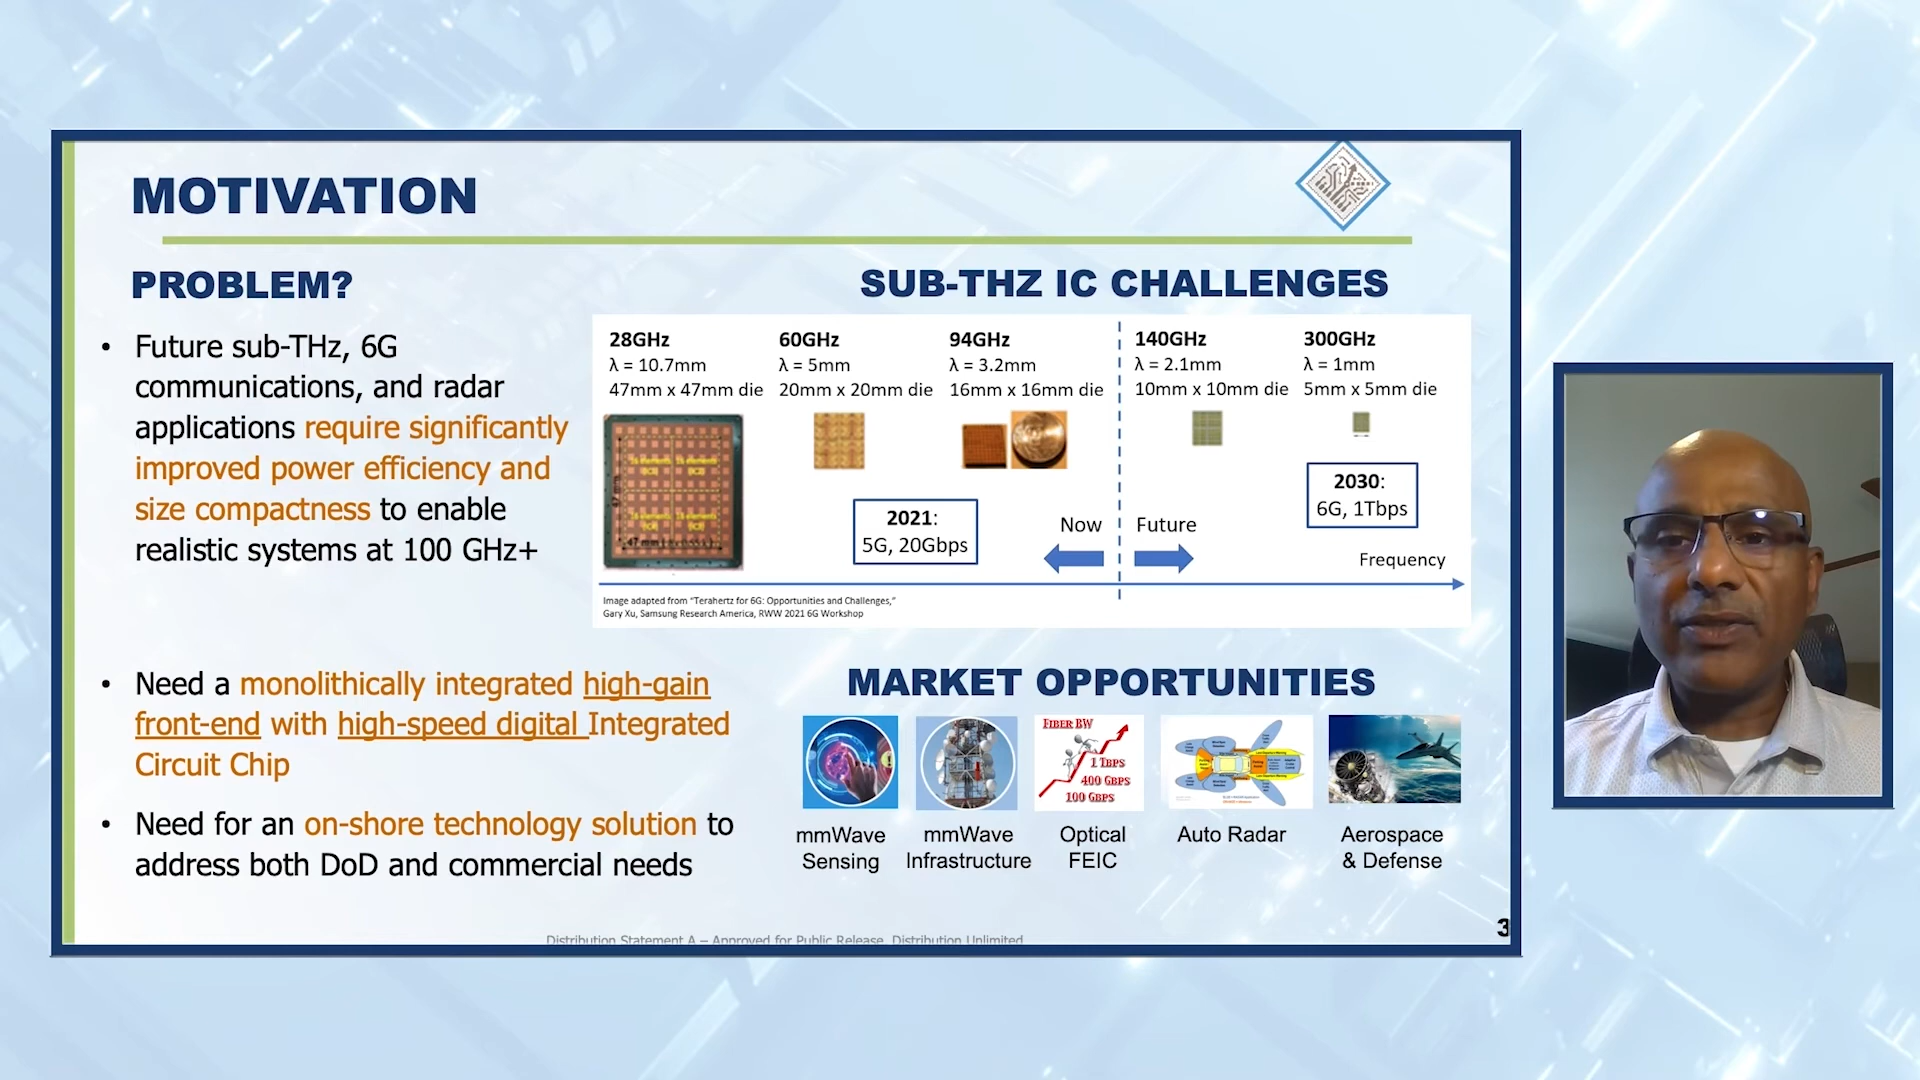 MOTIVATION
PROBLEM?
• Future sub-THz, 6G
communications, and radar
applications require significantly
improved power efficiency and
size compactness to enable
realistic systems at 100 GHz+
• Need a monolithically integrated high-gain
front-end with high-speed digital Integrated
Circuit Chip
• Need for an on-shore technology solution to
address both DoD and commercial needs
SUB-THZ IC CHALLENGES
28GHz
λ = 10.7mm
47mm x 47mm die
60GHz
λ = 5mm
20mm x 20mm die
94GHz
λ = 3.2mm
16mm x 16mm die
140GHz
λ = 2.1mm
10mm x 10mm die
300GHz
λ = 1mm
5mm x 5mm die
47 mm
2021:
5G, 20Gbps
Now
Future
2030:
6G, 1Tbps
Frequency
Image adapted from “Terahertz for 6G: Opportunities and Challenges,”
Gary Xu, Samsung Research America, RWW 2021 6G Workshop
MARKET OPPORTUNITIES
FIBER BW
1 TBPS
400 GBPS
100 GBPS
mmWave
Sensing
mmWave
Infrastructure
Optical
FEIC
Auto Radar
Aerospace
& Defense
Distribution Statement A – Approved for Public Release. Distribution Unlimited
3